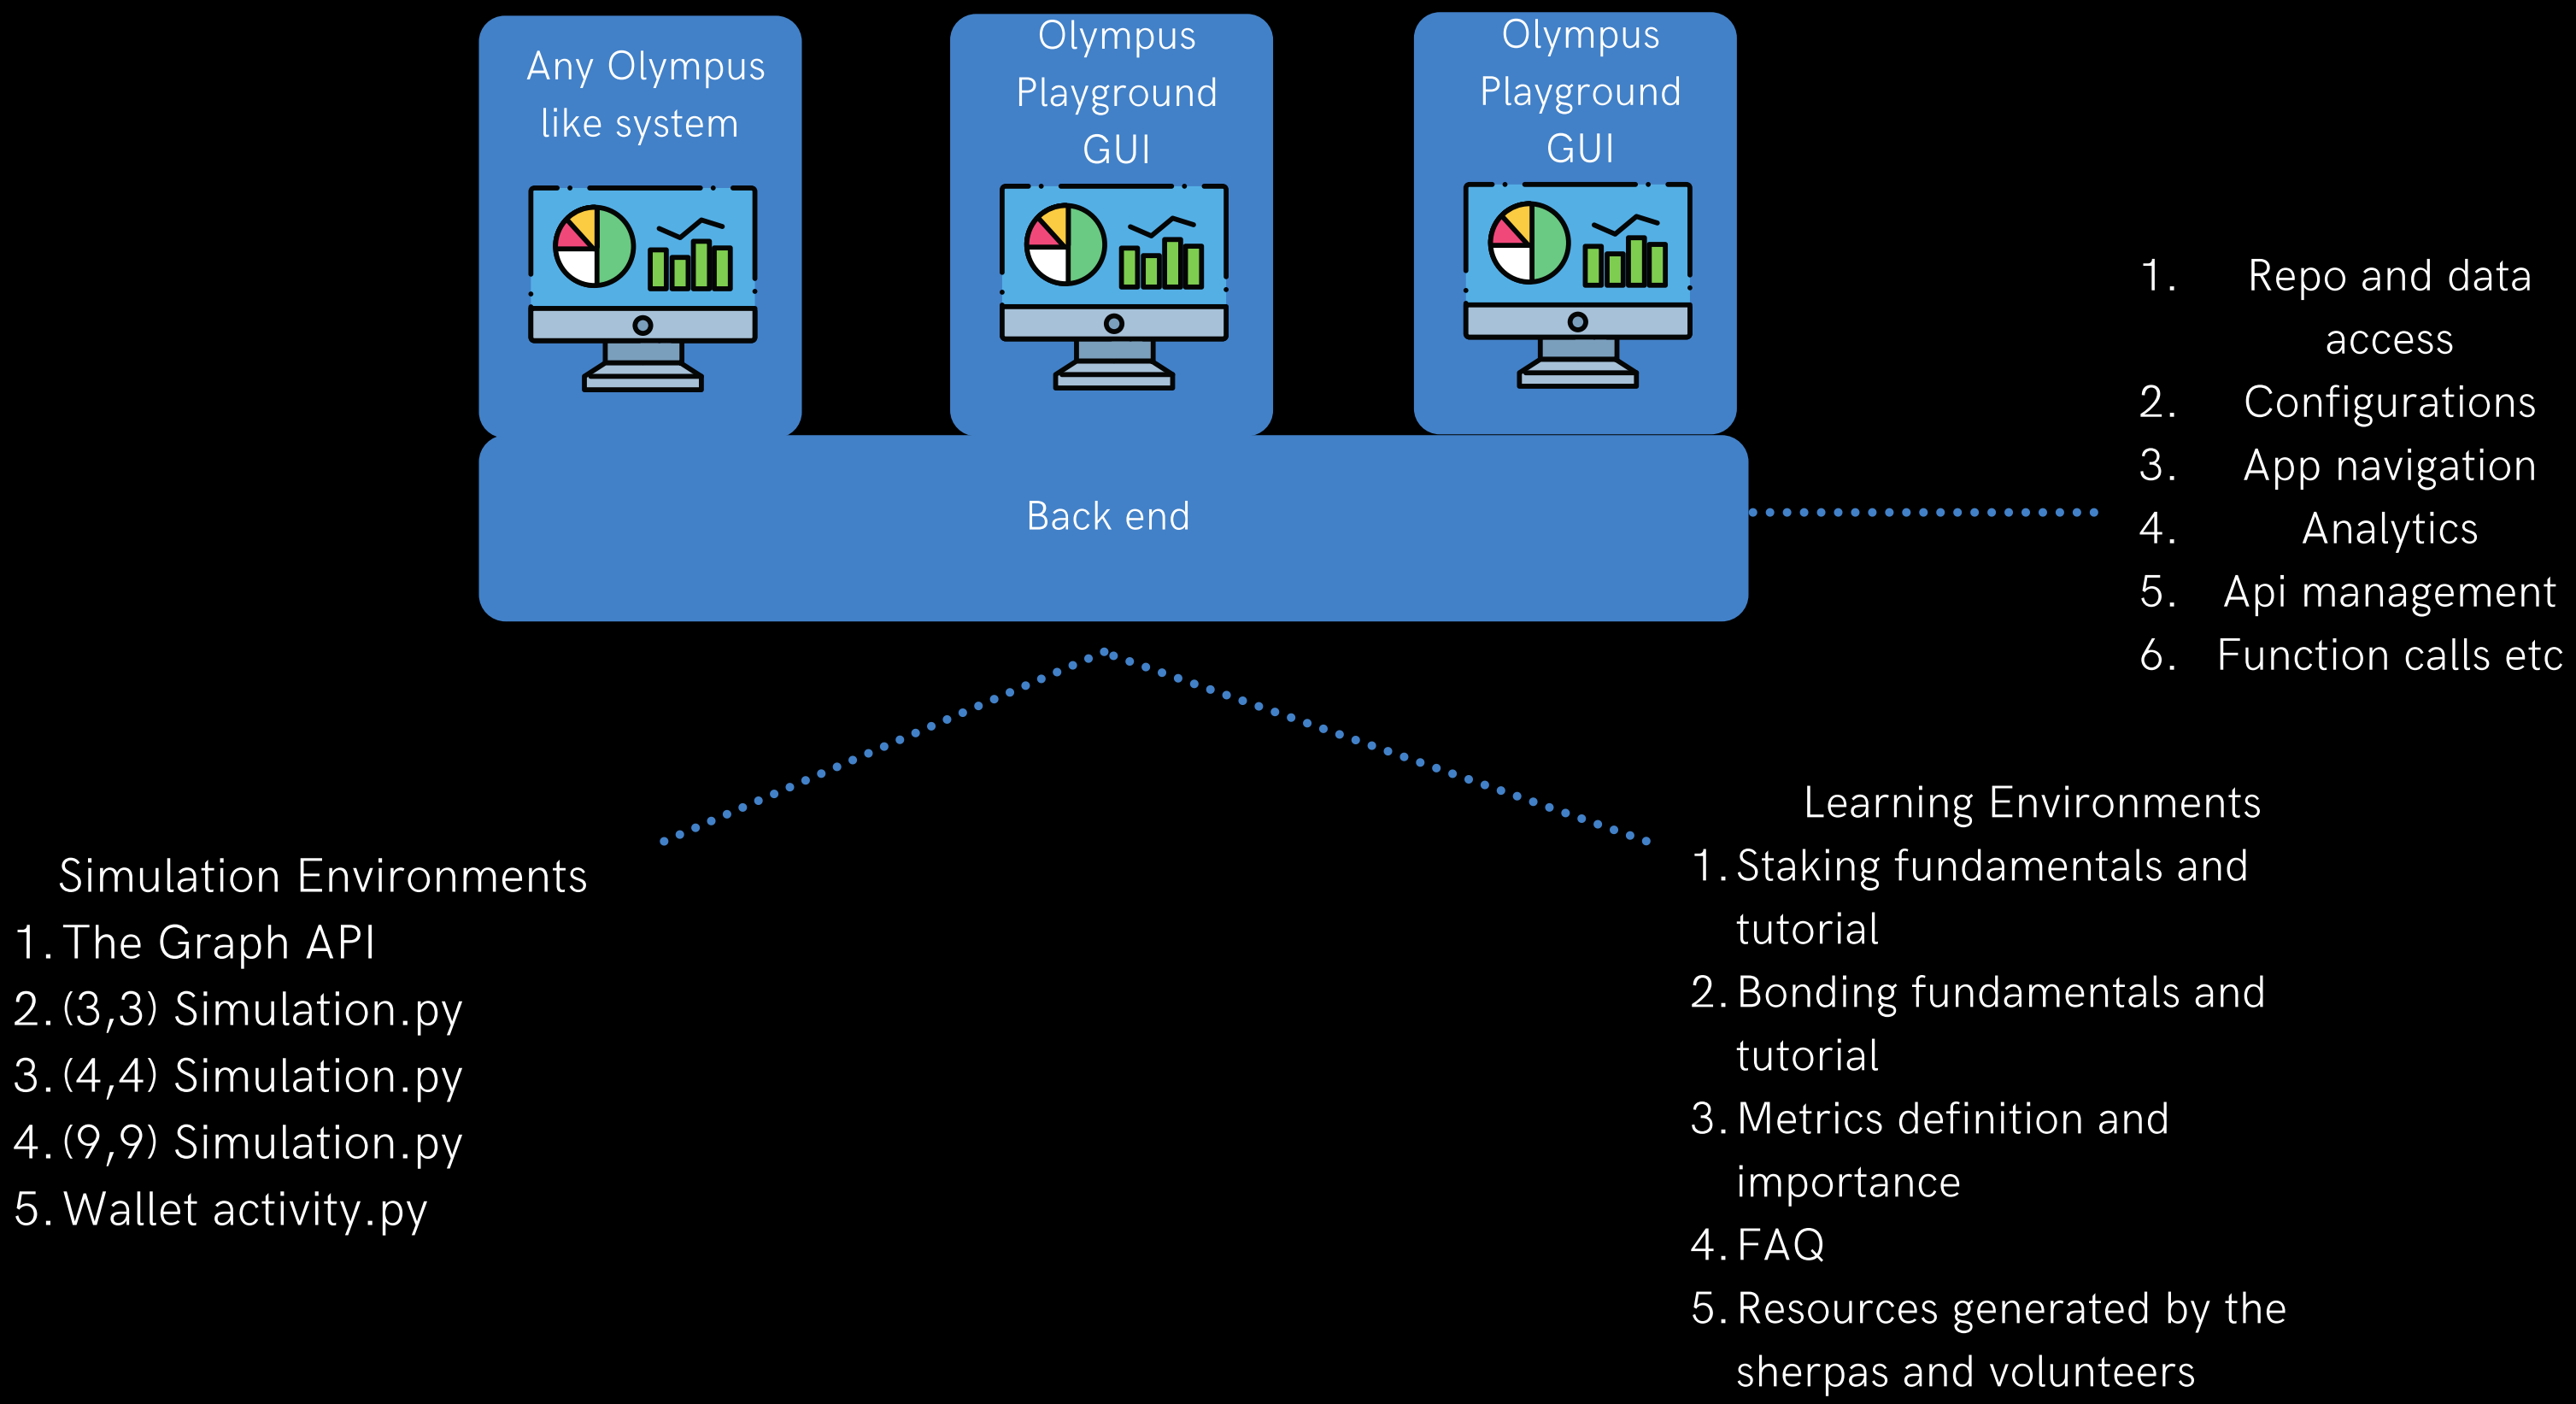 Any Olympus
like system
Olympus
Playground
GUI
Olympus
Playground
GUI
Back end
1. Repo and data
access
2. Configurations
3. App navigation
4. Analytics
5. Api management
6. Function calls etc
Simulation Environments
1. The Graph API
2. (3,3) Simulation.py
3. (4,4) Simulation.py
4. (9,9) Simulation.py
5. Wallet activity.py
Learning Environments
1. Staking fundamentals and
tutorial
2. Bonding fundamentals and
tutorial
3. Metrics definition and
importance
4. FAQ
5. Resources generated by the
sherpas and volunteers